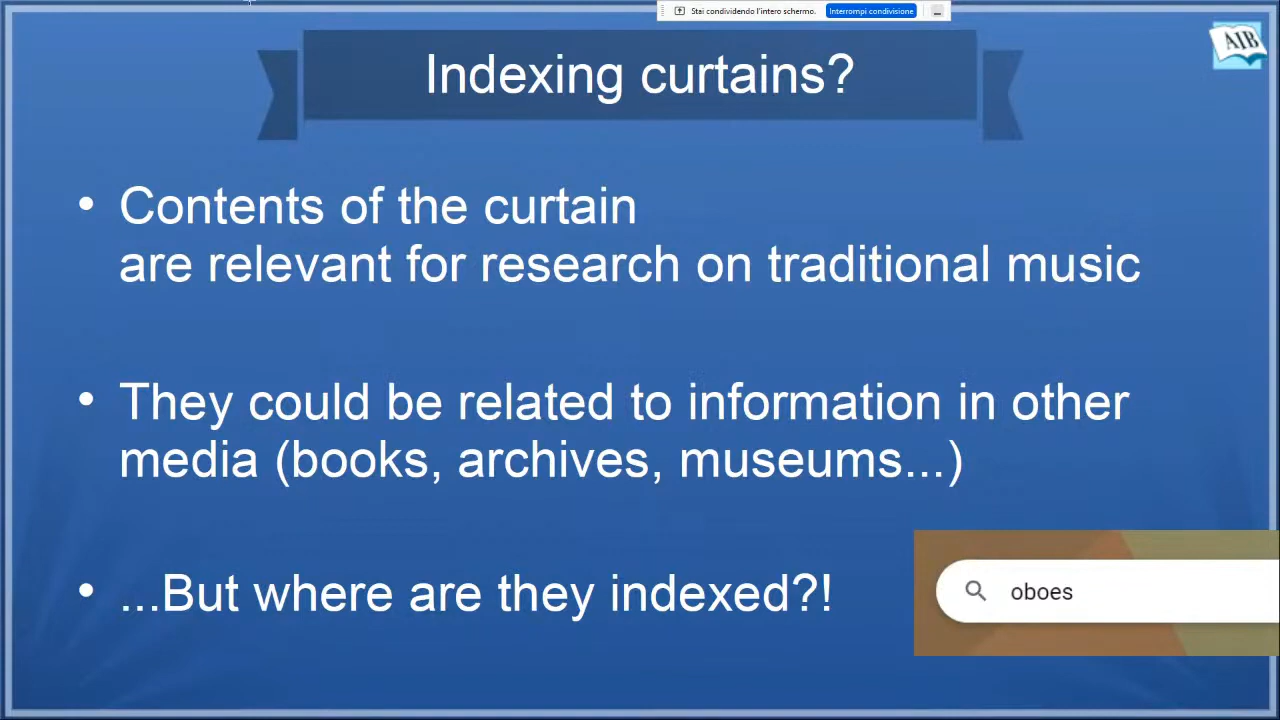 Stai condividendo l'intero schermo. Interrompi condivisione
AIB
Indexing curtains?
• Contents of the curtain
are relevant for research on traditional music
• They could be related to information in other
media (books, archives, museums...)
• ...But where are they indexed?!
oboes